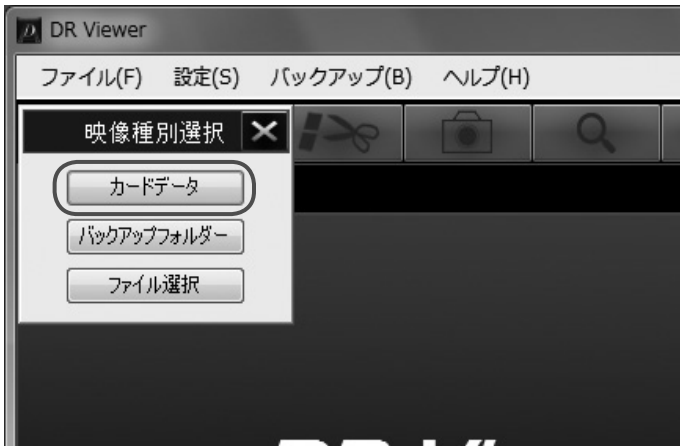 DR Viewer
ファイル(F) 設定(S) バックアップ(B) ヘルプ(H)
映像種別選択
カードデータ
バックアップフォルダー
ファイル選択